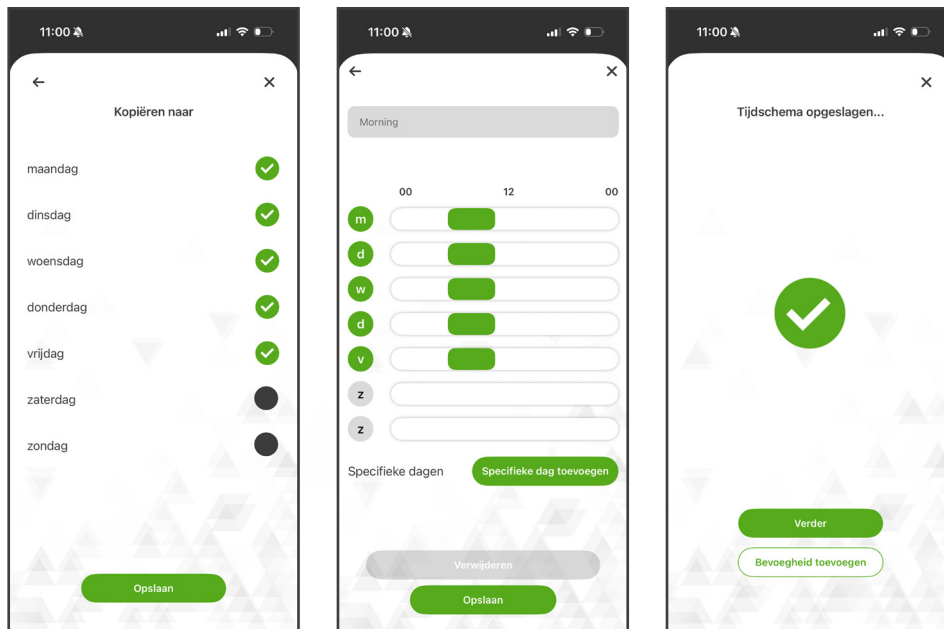 11:00
Kopiëren naar
maandag
dinsdag
woensdag
donderdag
vrijdag
zaterdag
zondag
Opslaan
11:00
Morning
00 12 00
m
d
w
d
v
z
z
Specifieke dagen Specifieke dag toevoegen
Verwijderen
Opslaan
11:00
Tijdschema opgeslagen...
Verder
Bevoegheid toevoegen